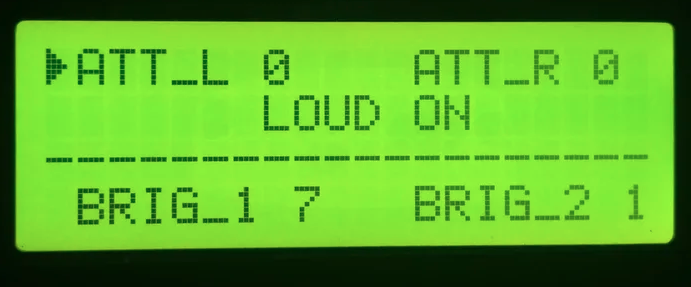 ▶ATT_L 0 ATT_R 0
LOUD ON
--------------------
BRIG_1 7 BRIG_2 1